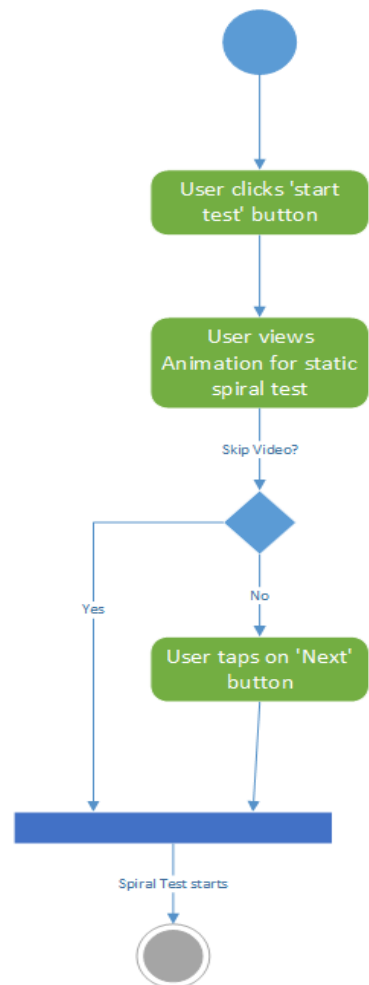 User clicks 'start
test' button
User views
Animation for static
spiral test
Skip Video?
Yes
No
User taps on 'Next'
button
Spiral Test starts